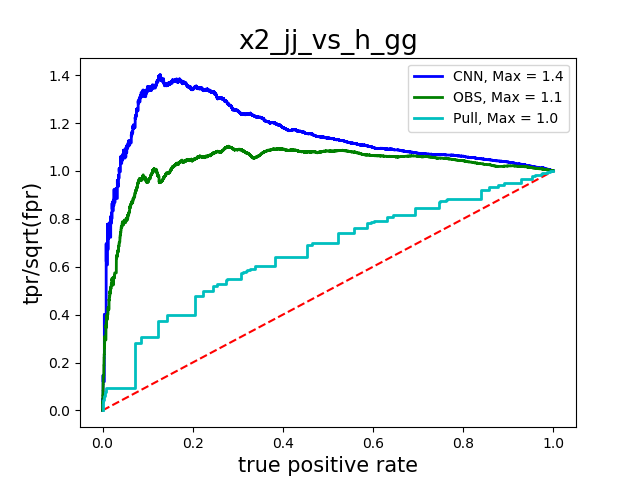 x2_jj_vs_h_gg
CNN, Max = 1.4
OBS, Max = 1.1
Pull, Max = 1.0
tpr/sqrt(fpr)
1.4
1.2
1.0
0.8
0.6
0.4
0.2
0.0
0.0 0.2 0.4 0.6 0.8 1.0
true positive rate